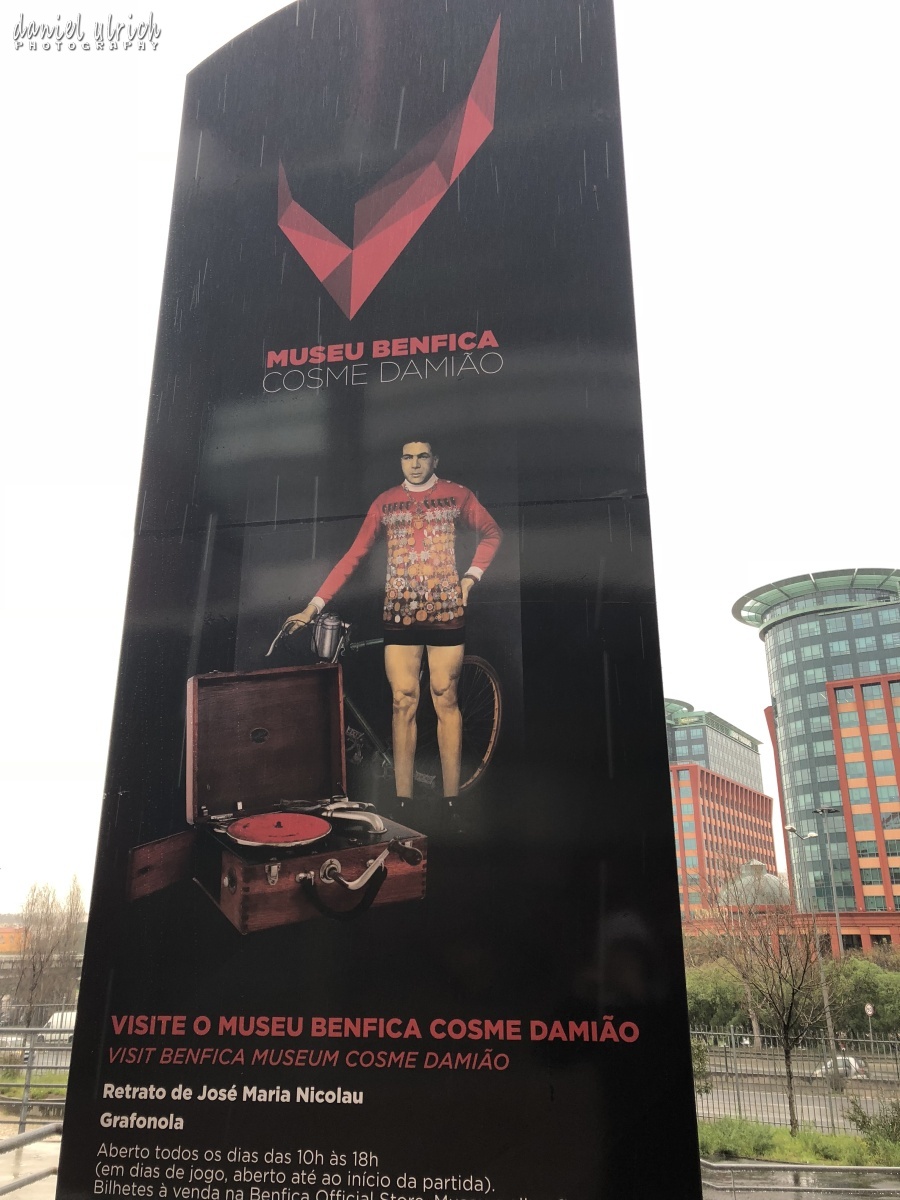 daniel ulrich
PHOTOGRAPHY
MUSEU BENFICA
COSME DAMIÃO
VISITE O MUSEU BENFICA COSME DAMIÃO
VISIT BENFICA MUSEUM COSME DAMIÃO
Retrato de José Maria Nicolau
Grafonola
Aberto todos os dias das 10h às 18h
(em dias de jogo, aberto até ao início da partida).
Bilhetes à venda na Benfica Official Store,